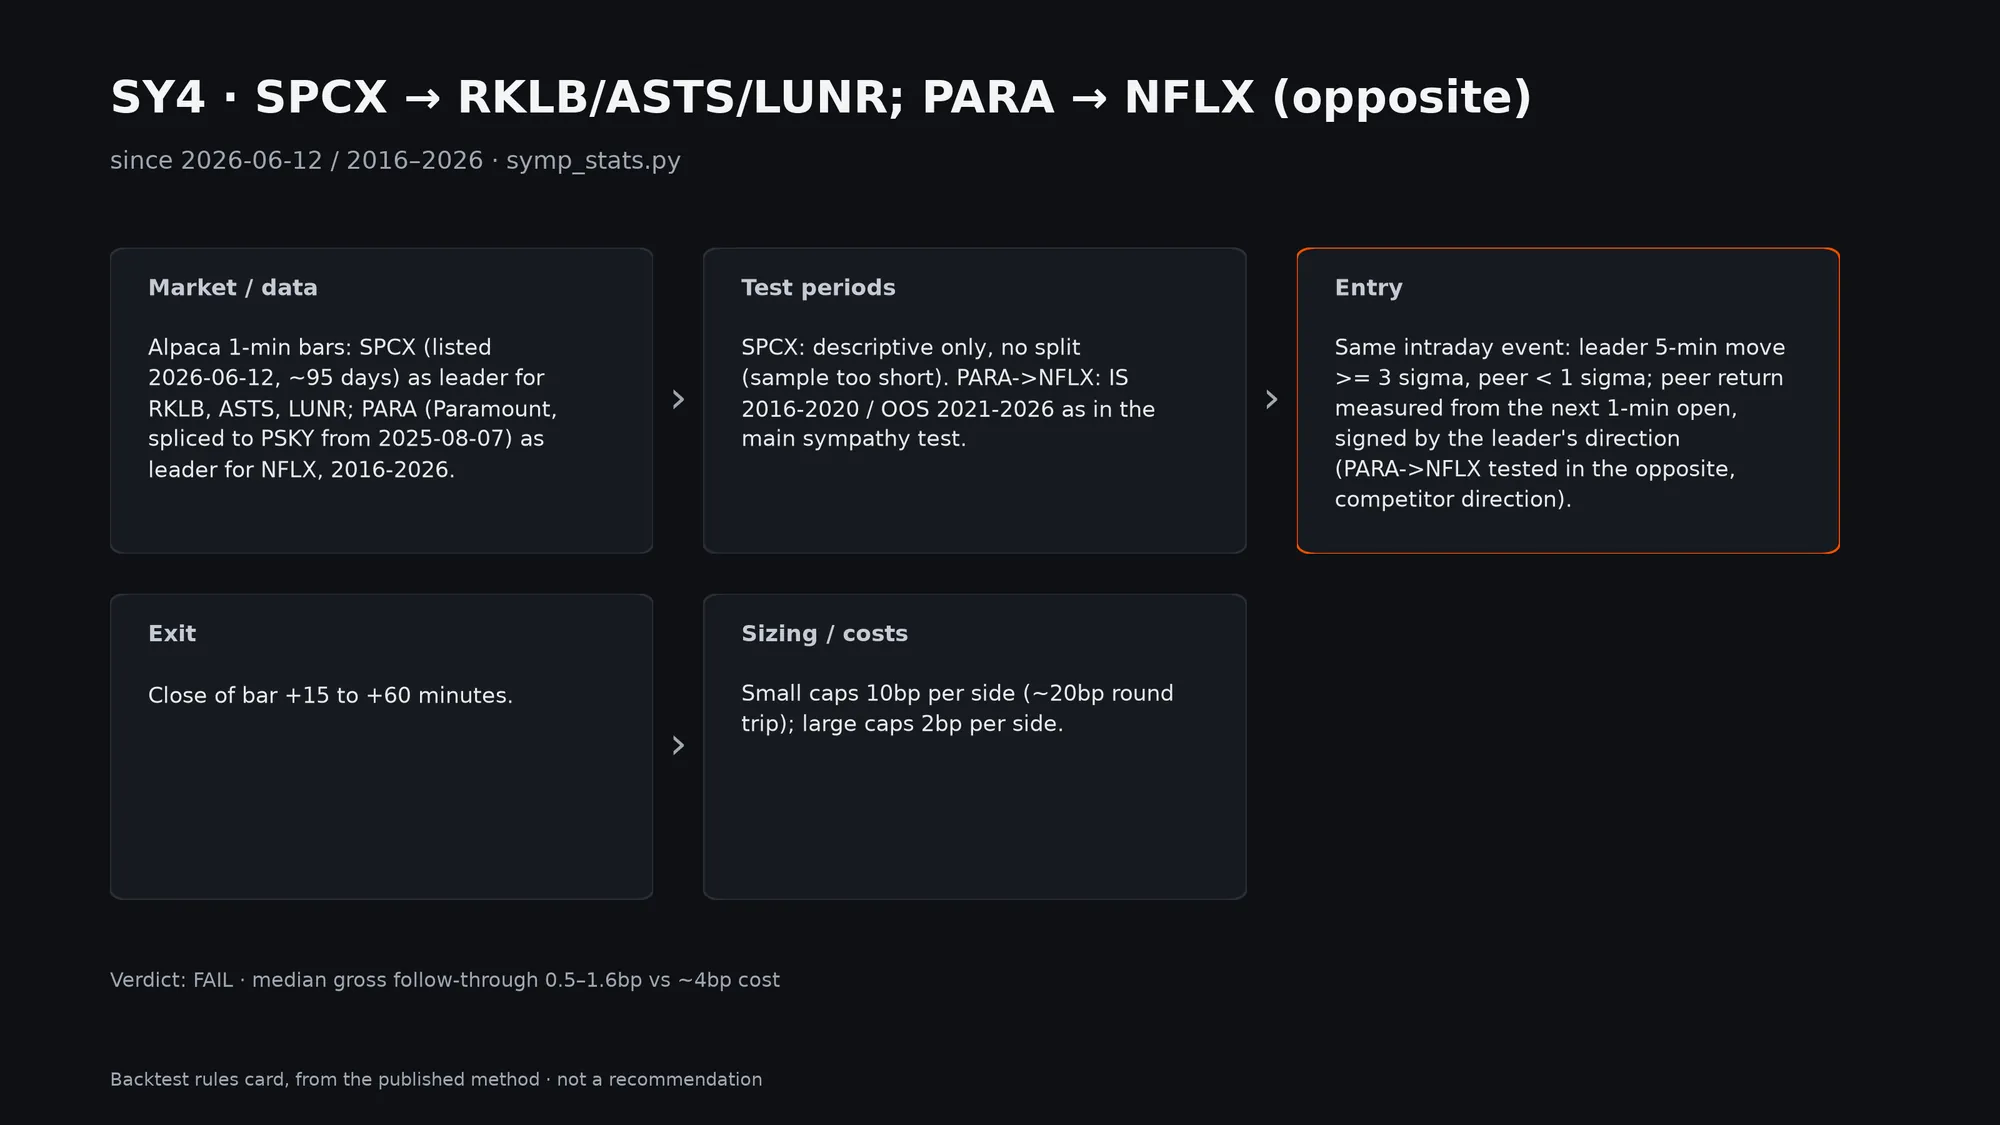 SY4 · SPCX → RKLB/ASTS/LUNR; PARA → NFLX (opposite)
since 2026-06-12 / 2016–2026 · symp_stats.py
Market / data
Alpaca 1-min bars: SPCX (listed
2026-06-12, ~95 days) as leader for
RKLB, ASTS, LUNR; PARA (Paramount,
spliced to PSKY from 2025-08-07) as
leader for NFLX, 2016-2026.
›
Test periods
SPCX: descriptive only, no split
(sample too short). PARA->NFLX: IS
2016-2020 / OOS 2021-2026 as in the
main sympathy test.
›
Entry
Same intraday event: leader 5-min move
>= 3 sigma, peer < 1 sigma; peer return
measured from the next 1-min open,
signed by the leader's direction
(PARA->NFLX tested in the opposite,
competitor direction).
Exit
Close of bar +15 to +60 minutes.
›
Sizing / costs
Small caps 10bp per side (~20bp round
trip); large caps 2bp per side.
Verdict: FAIL · median gross follow-through 0.5–1.6bp vs ~4bp cost
Backtest rules card, from the published method · not a recommendation